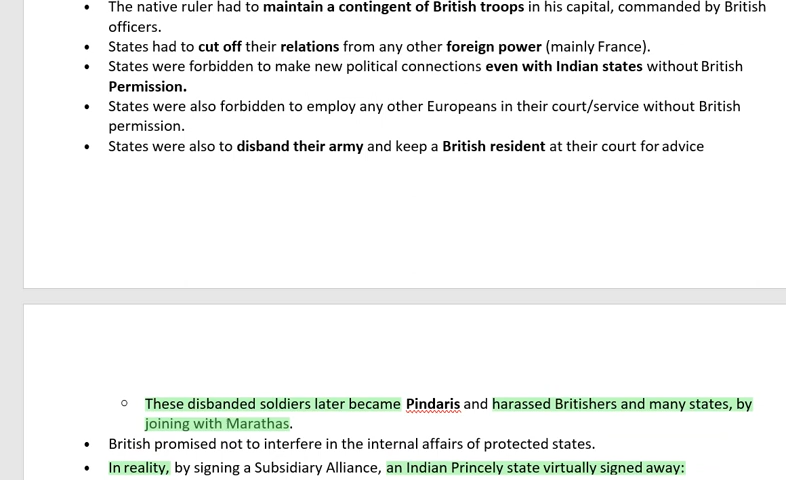 • The native ruler had to maintain a contingent of British troops in his capital, commanded by British
officers.
• States had to cut off their relations from any other foreign power (mainly France).
• States were forbidden to make new political connections even with Indian states without British
Permission.
• States were also forbidden to employ any other Europeans in their court/service without British
permission.
• States were also to disband their army and keep a British resident at their court for advice
○ These disbanded soldiers later became Pindaris and harassed Britishers and many states, by
joining with Marathas.
• British promised not to interfere in the internal affairs of protected states.
• In reality, by signing a Subsidiary Alliance, an Indian Princely state virtually signed away: